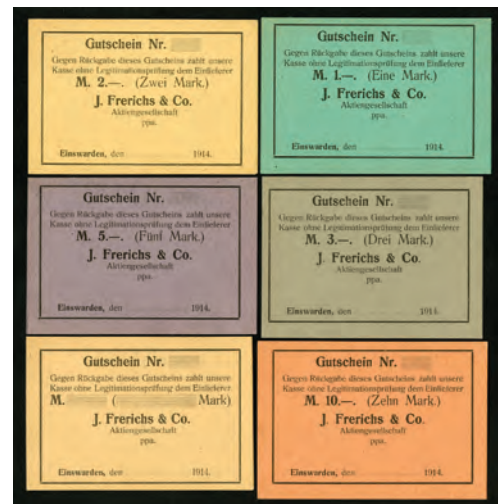 Gutschein Nr.
Gegen Rückgabe dieses Gutscheins zahlt unsere
Kasse ohne Legitimationsprüfung dem Einlieferer
M. 2.—. (Zwei Mark.)
J. Frerichs & Co.
Aktiengesellschaft
ppa.
Einswarden, den 1914.
Gutschein Nr.
Gegen Rückgabe dieses Gutscheins zahlt unsere
Kasse ohne Legitimationsprüfung dem Einlieferer
M. 1.—. (Eine Mark.)
J. Frerichs & Co.
Aktiengesellschaft
ppa.
Einswarden, den 1914.
Gutschein Nr.
Gegen Rückgabe dieses Gutscheins zahlt unsere
Kasse ohne Legitimationsprüfung dem Einlieferer
M. 5.—. (Fünf Mark.)
J. Frerichs & Co.
Aktiengesellschaft
ppa.
Einswarden, den 1914.
Gutschein Nr.
Gegen Rückgabe dieses Gutscheins zahlt unsere
Kasse ohne Legitimationsprüfung dem Einlieferer
M. 3.—. (Drei Mark.)
J. Frerichs & Co.
Aktiengesellschaft
ppa.
Einswarden, den 1914.
Gutschein Nr.
Gegen Rückgabe dieses Gutscheins zahlt unsere
Kasse ohne Legitimationsprüfung dem Einlieferer
M. ( Mark)
J. Frerichs & Co.
Aktiengesellschaft
ppa.
Einswarden, den 1914.
Gutschein Nr.
Gegen Rückgabe dieses Gutscheins zahlt unsere
Kasse ohne Legitimationsprüfung dem Einlieferer
M. 10.—. (Zehn Mark.)
J. Frerichs & Co.
Aktiengesellschaft
ppa.
Einswarden, den 1914.